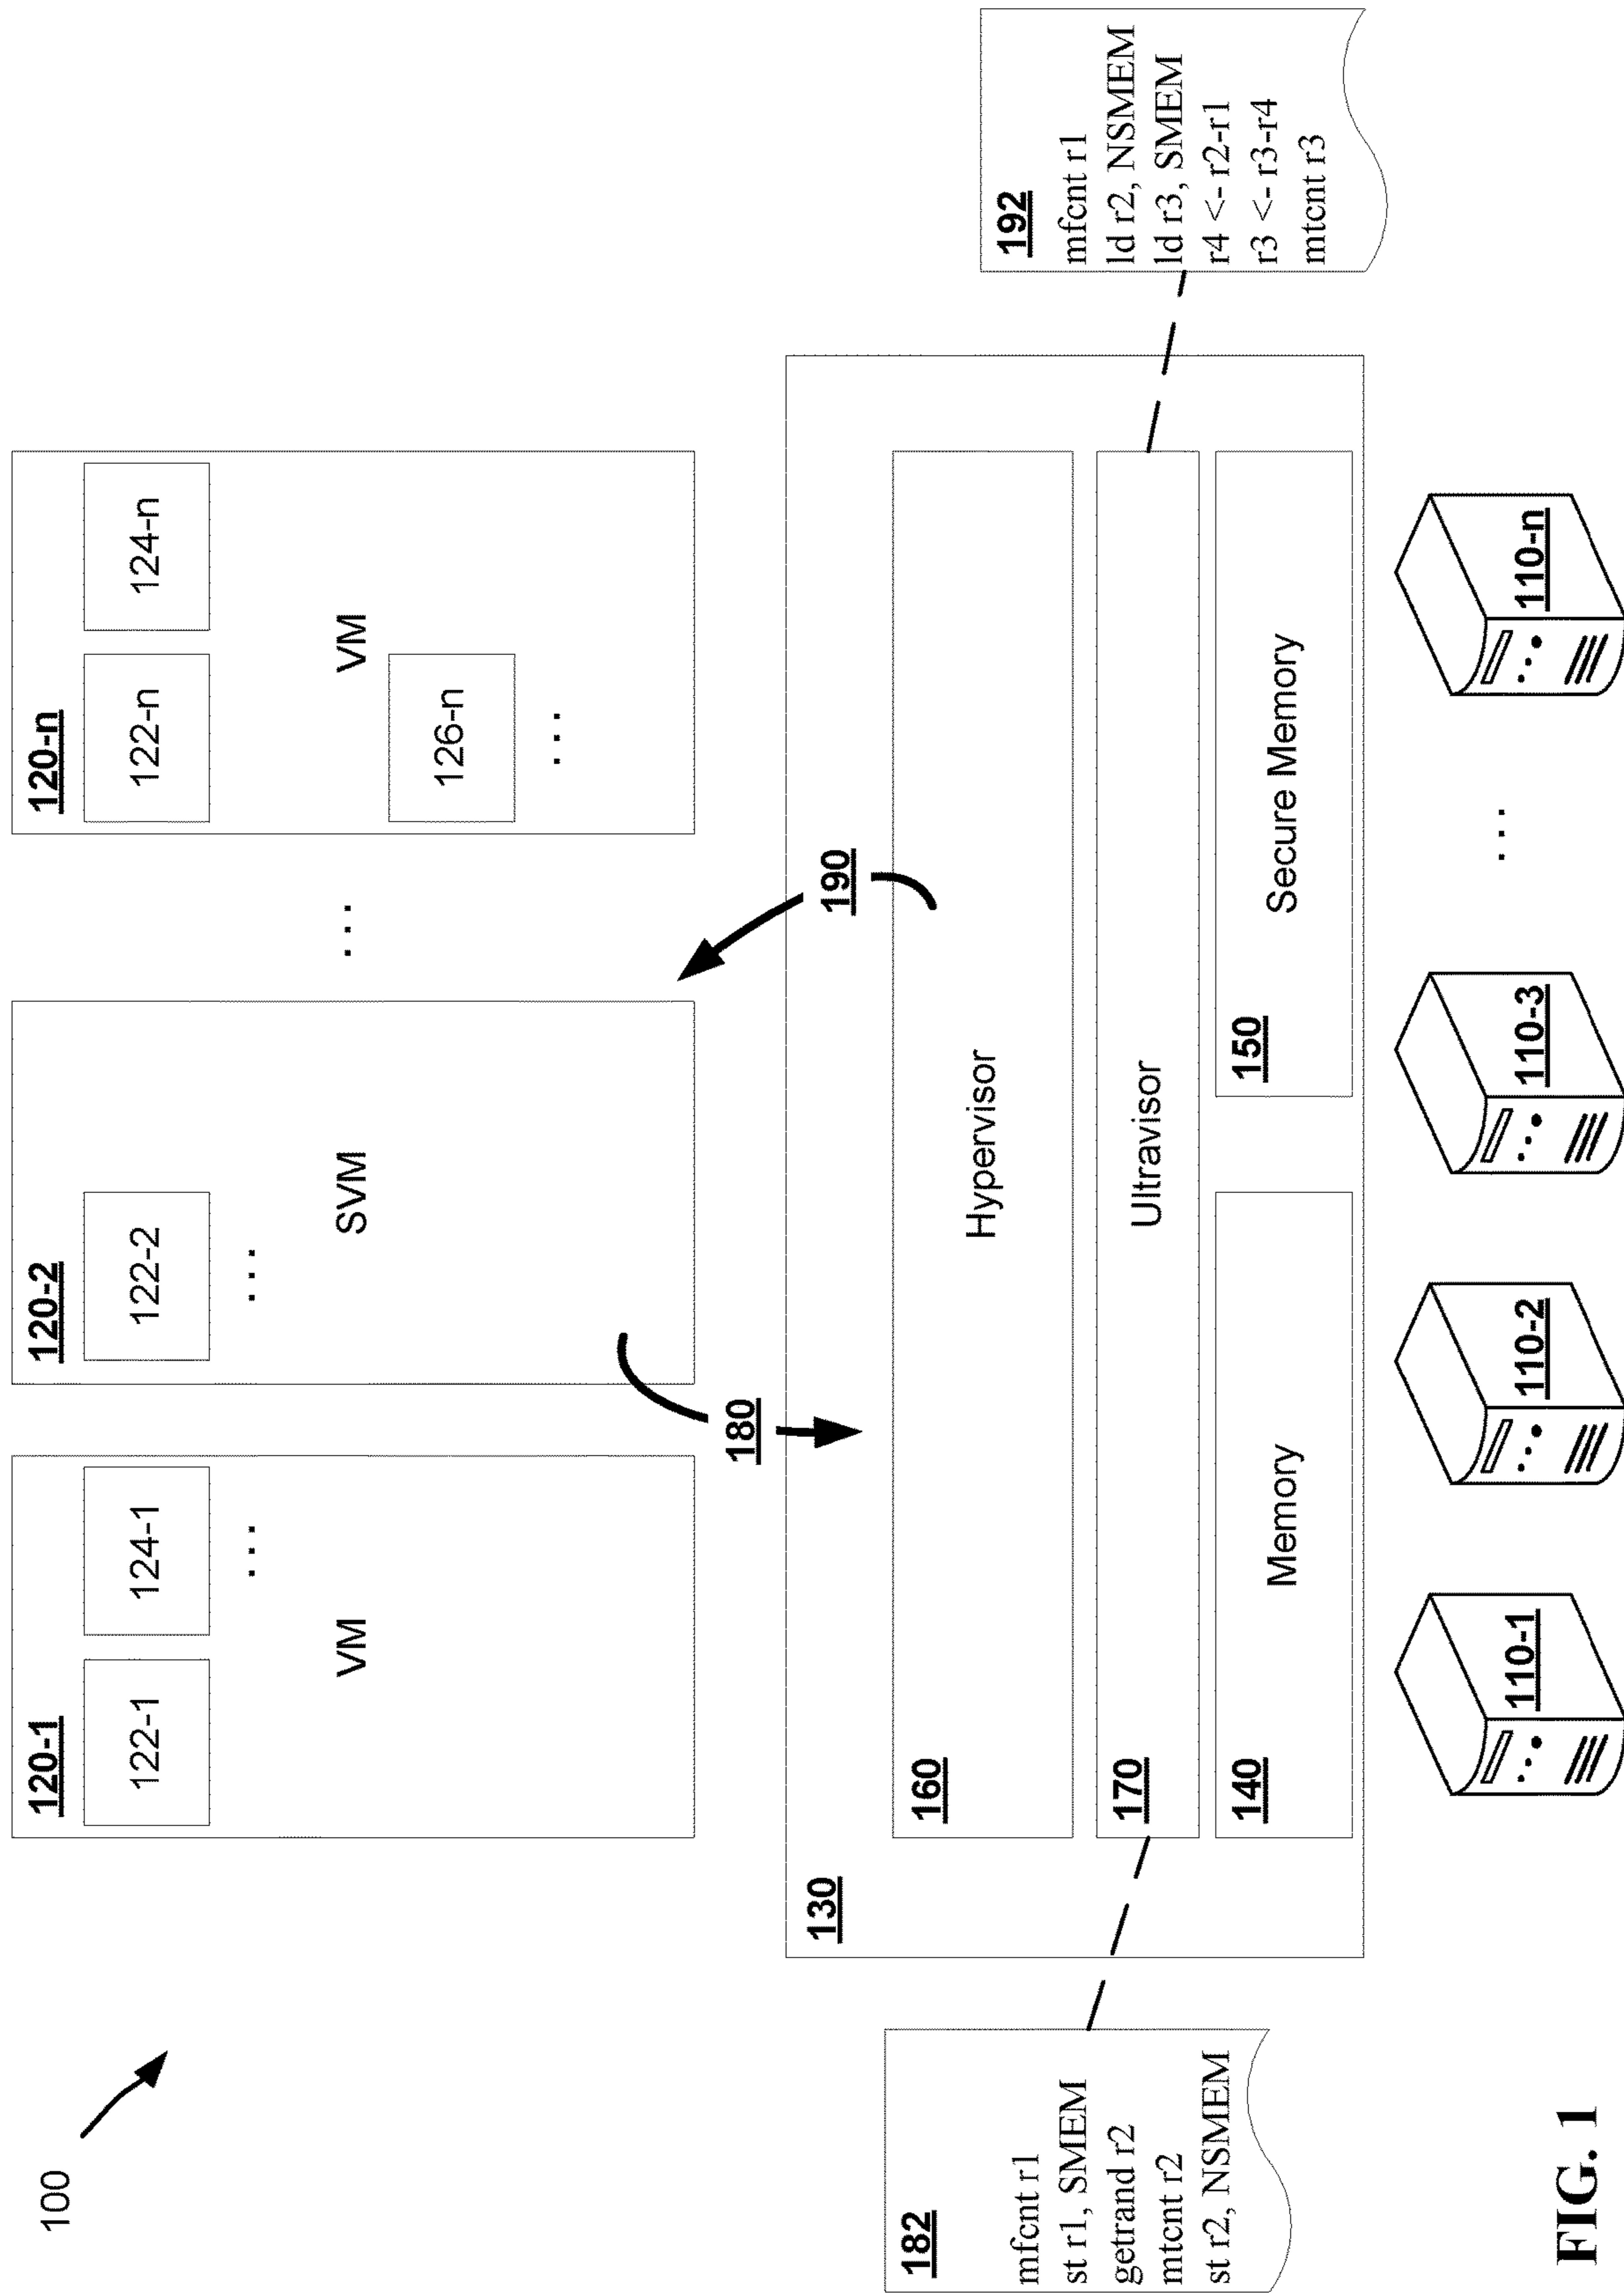 100
120-1
122-1
124-1
...
VM
120-2
122-2
...
SVM
...
120-n
122-n
124-n
VM
126-n
...
180
190
130
160
Hypervisor
170
Ultravisor
140
Memory
150
Secure Memory
182
mfcnt r1
st r1, SMEM
getrand r2
mtcnt r2
st r2, NSMEM
192
mfcnt r1
ld r2, NSMEM
ld r3, SMEM
r4 <- r2-r1
r3 <- r3-r4
mtcnt r3
110-1
110-2
110-3
...
110-n
FIG. 1